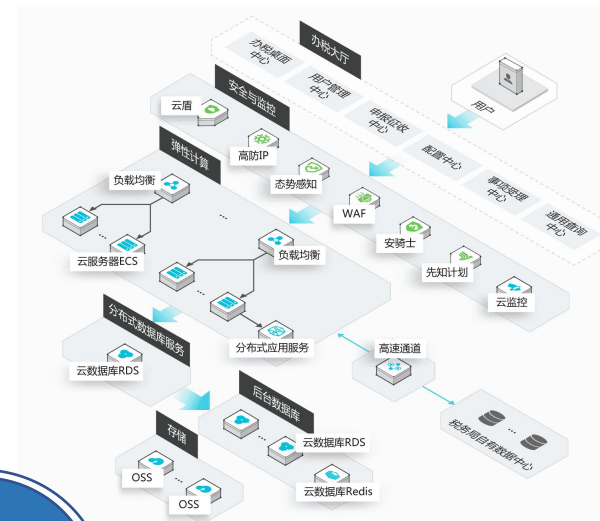 办税大厅
办税桌面
中心
用户管理
中心
申报征收
中心
配置中心
事项受理
中心
通用查询
中心
用户
安全与监控
云盾
高防IP
态势感知
WAF
安骑士
先知计划
云监控
弹性计算
负载均衡
...
云服务器ECS
...
负载均衡
...
分布式应用服务
高速通道
...
税务局自有数据中心
分布式数据库服务
云数据库RDS
后台数据库
...
云数据库RDS
云数据库Redis
存储
...
OSS
OSS